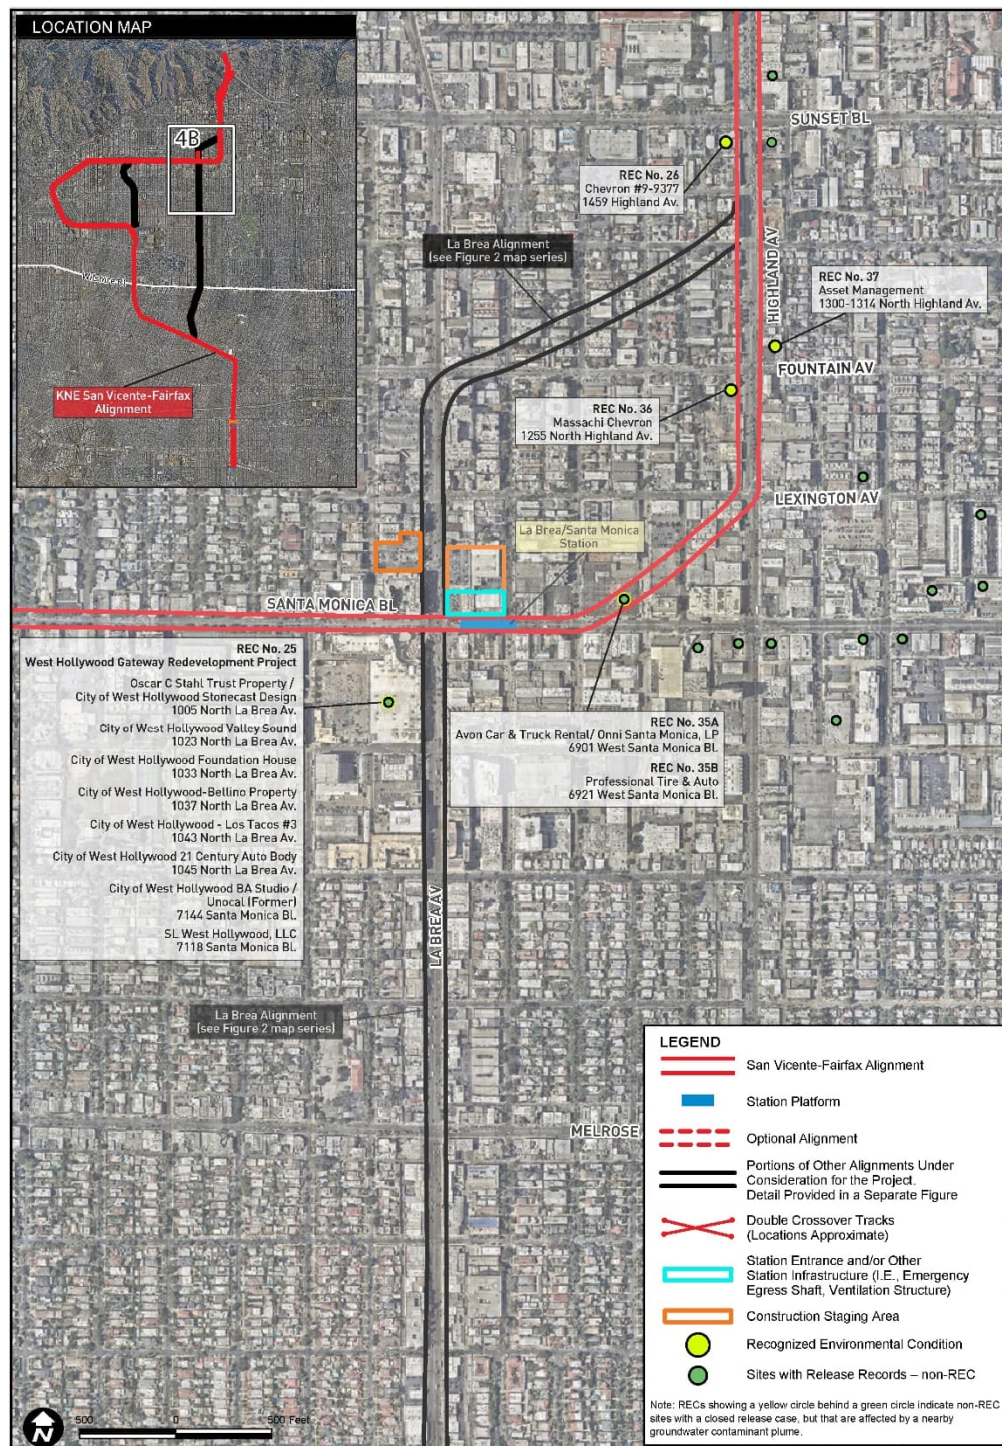 LOCATION MAP
4B
KNE San Vicente-Fairfax
Alignment
SUNSET BL
REC No. 26
Chevron #9-9377
1459 Highland Av.
La Brea Alignment
(see Figure 2 map series)
HIGHLAND AV
REC No. 37
Asset Management
1300-1314 North Highland Av.
FOUNTAIN AV
REC No. 36
Massachi Chevron
1255 North Highland Av.
LEXINGTON AV
La Brea/Santa Monica
Station
SANTA MONICA BL
REC No. 25
West Hollywood Gateway Redevelopment Project
Oscar C Stahl Trust Property /
City of West Hollywood Stonecast Design
1005 North La Brea Av.
City of West Hollywood Valley Sound
1023 North La Brea Av.
City of West Hollywood Foundation House
1033 North La Brea Av.
City of West Hollywood-Bellino Property
1037 North La Brea Av.
City of West Hollywood - Los Tacos #3
1043 North La Brea Av.
City of West Hollywood 21 Century Auto Body
1045 North La Brea Av.
City of West Hollywood BA Studio /
Unocal (Former)
7144 Santa Monica Bl.
SL West Hollywood, LLC
7118 Santa Monica Bl.
REC No. 35A
Avon Car & Truck Rental/ Onni Santa Monica, LP
6901 West Santa Monica Bl.
REC No. 35B
Professional Tire & Auto
6921 West Santa Monica Bl.
LA BREA AV
La Brea Alignment
(see Figure 2 map series)
MELROSE
LEGEND
San Vicente-Fairfax Alignment
Station Platform
Optional Alignment
Portions of Other Alignments Under
Consideration for the Project.
Detail Provided in a Separate Figure
Double Crossover Tracks
(Locations Approximate)
Station Entrance and/or Other
Station Infrastructure (I.E., Emergency
Egress Shaft, Ventilation Structure)
Construction Staging Area
Recognized Environmental Condition
Sites with Release Records – non-REC
Note: RECs showing a yellow circle behind a green circle indicate non-REC
sites with a closed release case, but that are affected by a nearby
groundwater contaminant plume.
N
500 0 500 Feet